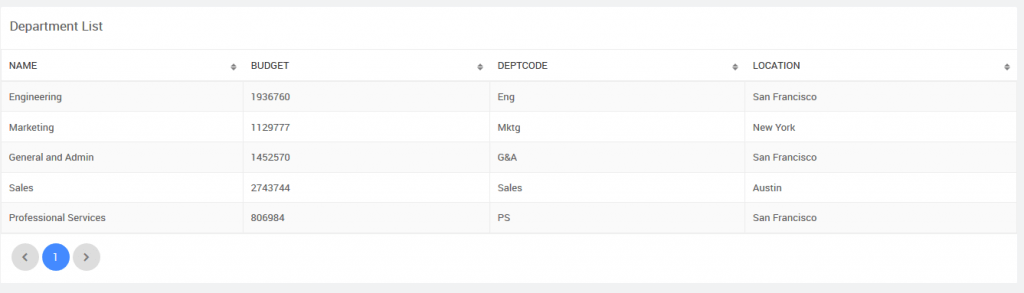 Department List
NAME BUDGET DEPTCODE LOCATION
Engineering 1936760 Eng San Francisco
Marketing 1129777 Mktg New York
General and Admin 1452570 G&A San Francisco
Sales 2743744 Sales Austin
Professional Services 806984 PS San Francisco
1